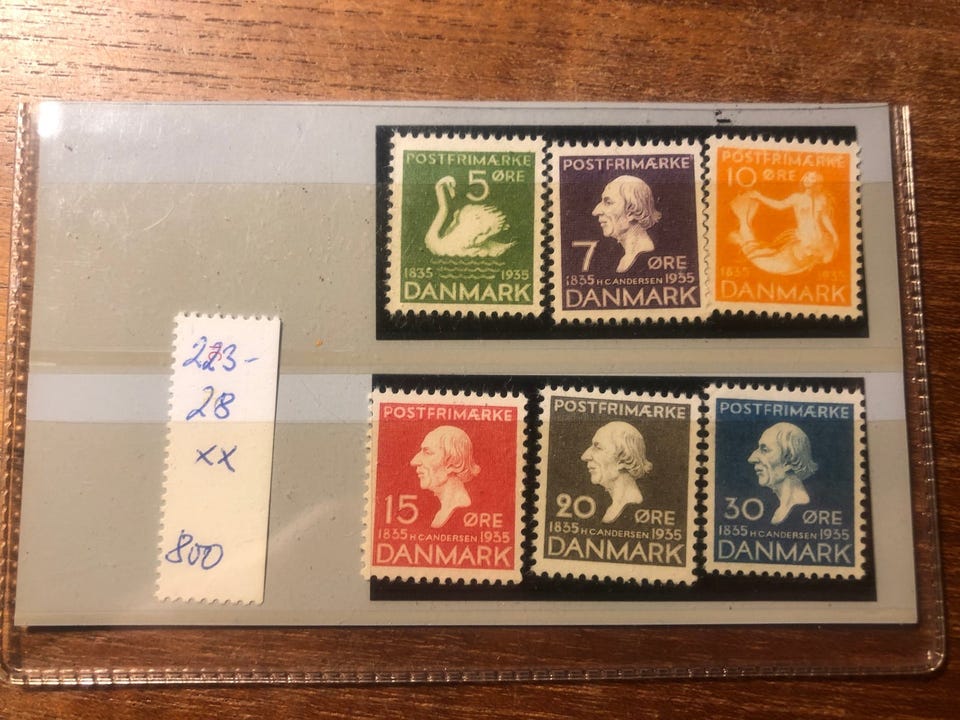 POSTFRIMÆRKE
5 ØRE
1835 1935
DANMARK
POSTFRIMÆRKE
7 ØRE
1835 H C ANDERSEN 1935
DANMARK
POSTFRIMÆRKE
10 ØRE
1835 1935
DANMARK
223-
28
xx
800
POSTFRIMÆRKE
15 ØRE
1835 H C ANDERSEN 1935
DANMARK
POSTFRIMÆRKE
20 ØRE
1835 H C ANDERSEN 1935
DANMARK
POSTFRIMÆRKE
30 ØRE
1835 H C ANDERSEN 1935
DANMARK